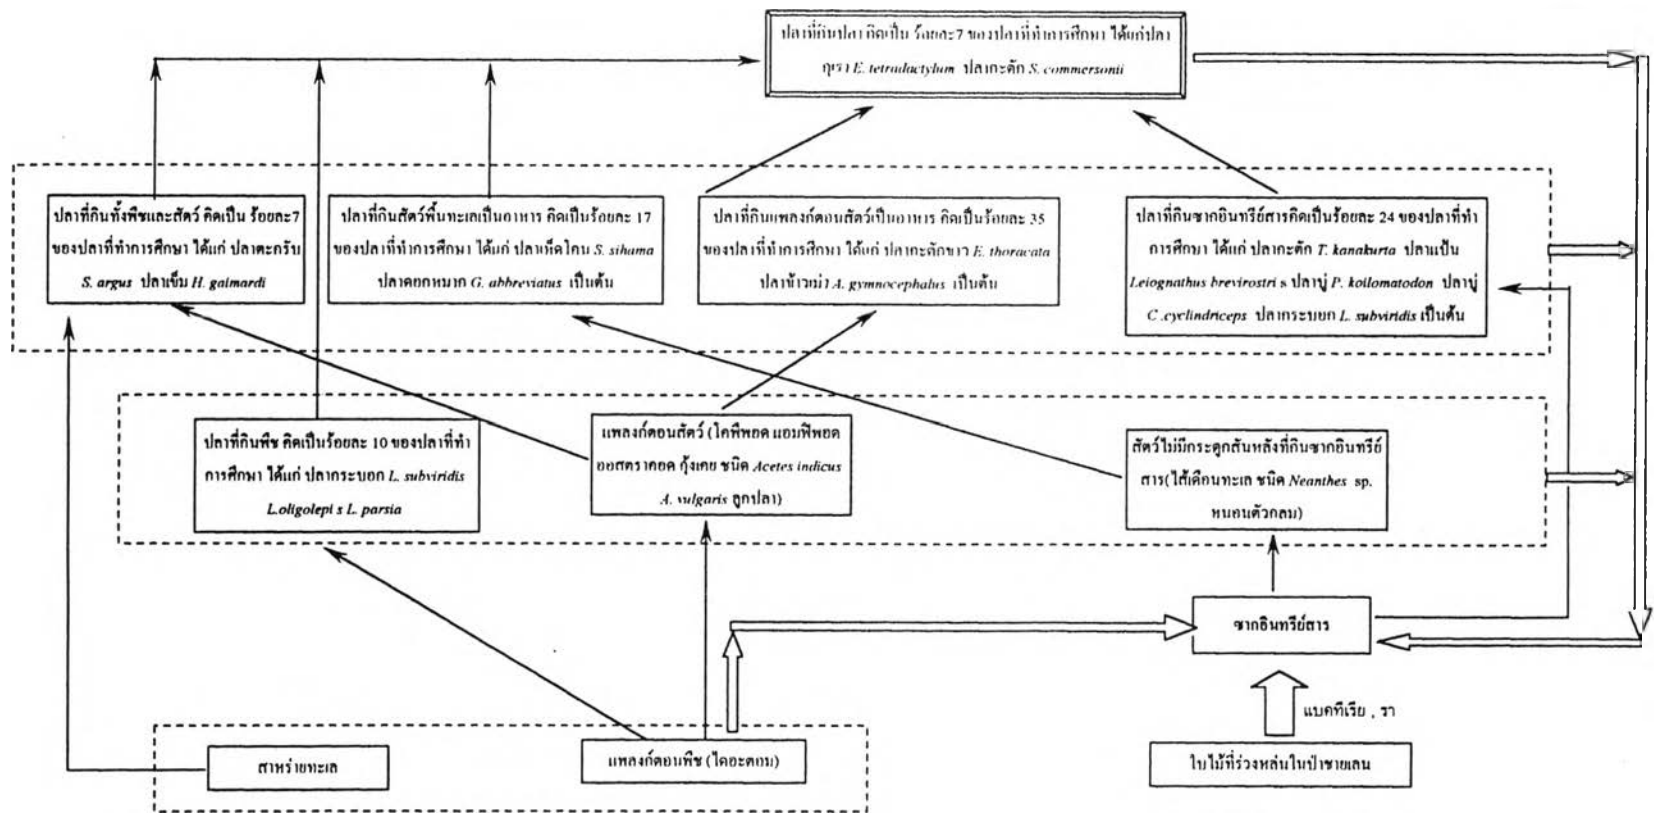 ปลาที่กินปลา คิดเป็น ร้อยละ7 ของปลาที่ทำการศึกษา ได้แก่ปลา
กุเรา E. tetradactylum ปลากะตัก S. commersonii
ปลาที่กินทั้งพืชและสัตว์ คิดเป็น ร้อยละ7
ของปลาที่ทำการศึกษา ได้แก่ ปลาตะกรับ
S. argus ปลาเข็ม H. gaimardi
ปลาที่กินสัตว์พื้นทะเลเป็นอาหาร คิดเป็นร้อยละ 17
ของปลาที่ทำการศึกษา ได้แก่ ปลาเห็ดโคน S. sihama
ปลาดอกหมาก G. abbreviatus เป็นต้น
ปลาที่กินแพลงก์ตอนสัตว์เป็นอาหาร คิดเป็นร้อยละ 35
ของปลาที่ทำการศึกษา ได้แก่ ปลากะตักขาว E. thoracata
ปลาข้าวเม่า A. gymnocephalus เป็นต้น
ปลาที่กินซากอินทรีย์สารคิดเป็นร้อยละ 24 ของปลาที่ทำ
การศึกษา ได้แก่ ปลากะตัก T. kanakurta ปลาแป้น
Leiognathus brevirostri s ปลาบู่ P. koilomatodon ปลาบู่
C .cyclindriceps ปลากระบอก L. subviridis เป็นต้น
ปลาที่กินพืช คิดเป็นร้อยละ 10 ของปลาที่ทำ
การศึกษา ได้แก่ ปลากระบอก L. subviridis
L.oligolepi s L. parsia
แพลงก์ตอนสัตว์ (โคพีพอด แอมฟิพอด
ออสตราคอด กุ้งเคย ชนิด Acetes indicus
A. vulgaris ลูกปลา)
สัตว์ไม่มีกระดูกสันหลังที่กินซากอินทรีย์
สาร(ไส้เดือนทะเล ชนิด Neanthes sp.
หนอนตัวกลม)
ซากอินทรีย์สาร
แบคทีเรีย , รา
สาหร่ายทะเล
แพลงก์ตอนพืช (ไดอะตอม)
ใบไม้ที่ร่วงหล่นในป่าชายเลน